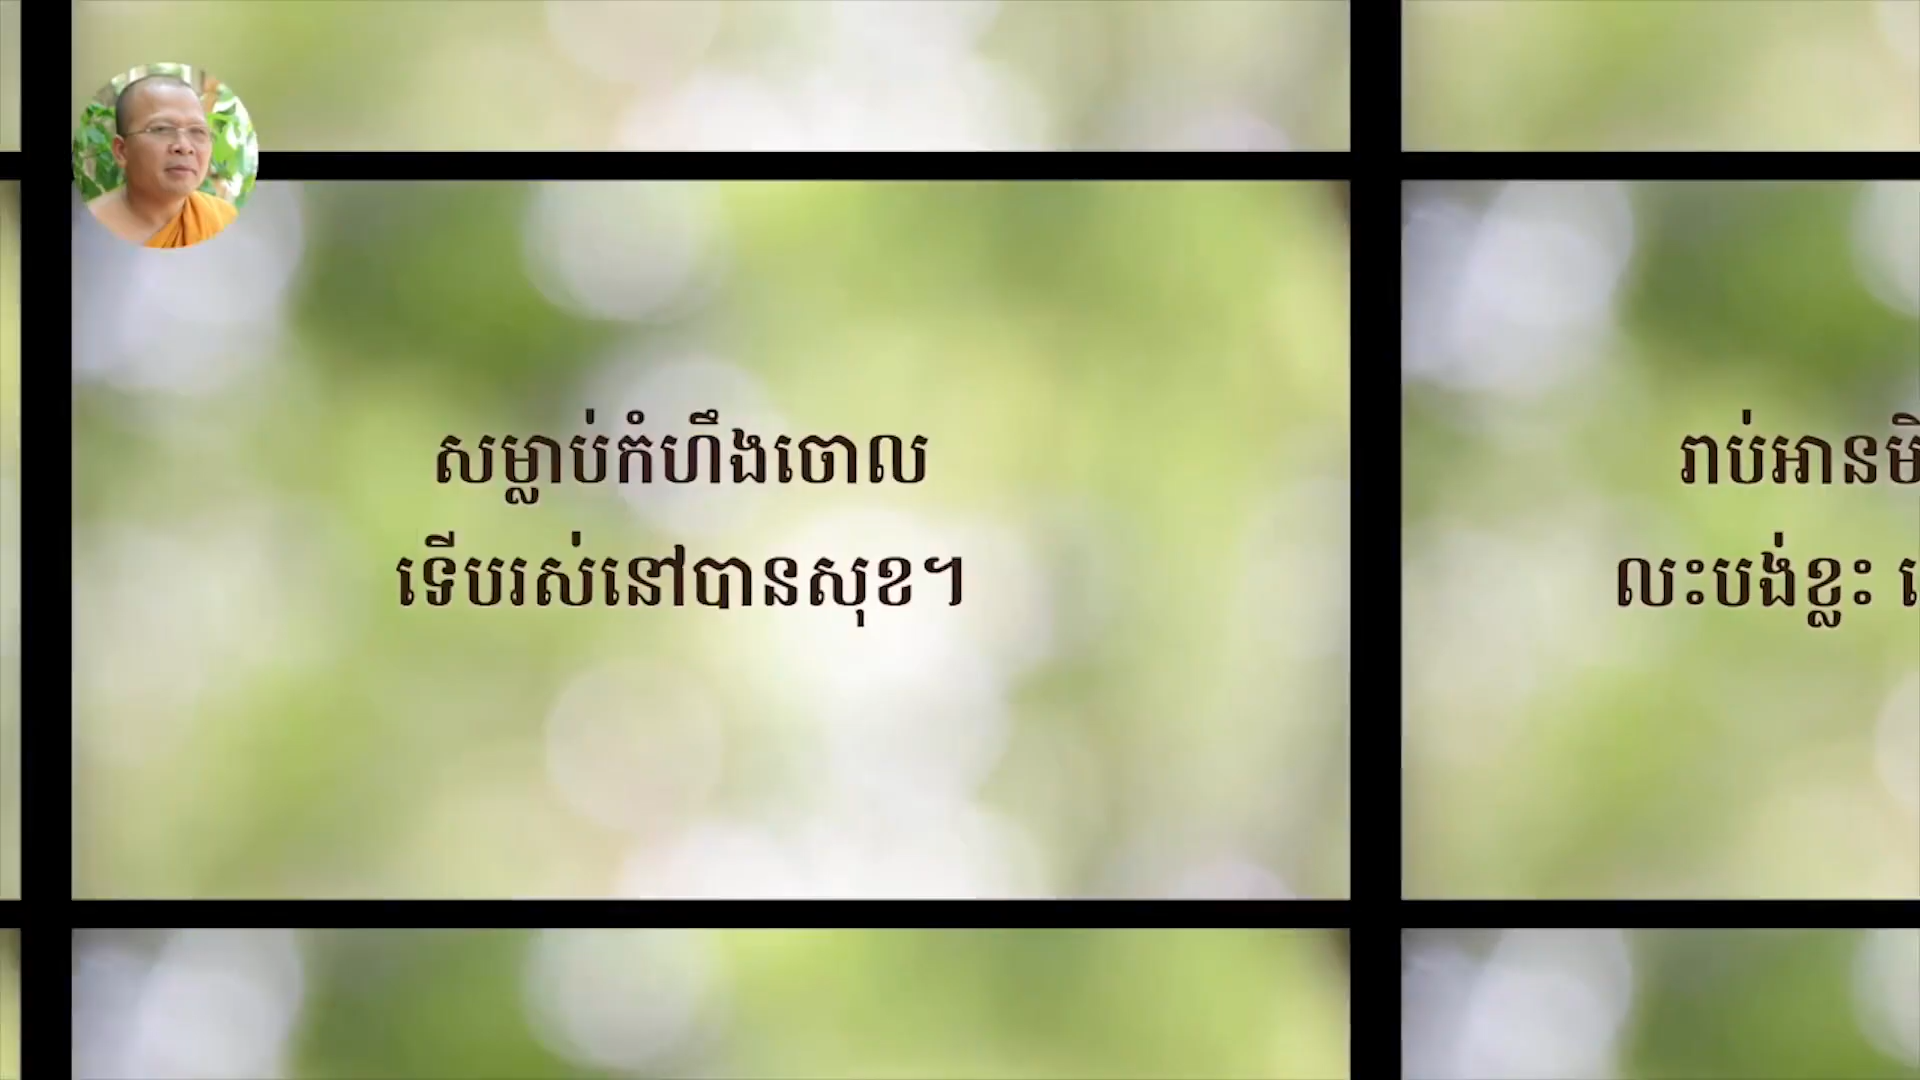 សម្លាប់កំហឹងចោល
ទើបរស់នៅបានសុខ។
រាប់អាន
លះបង់ខ្លះ